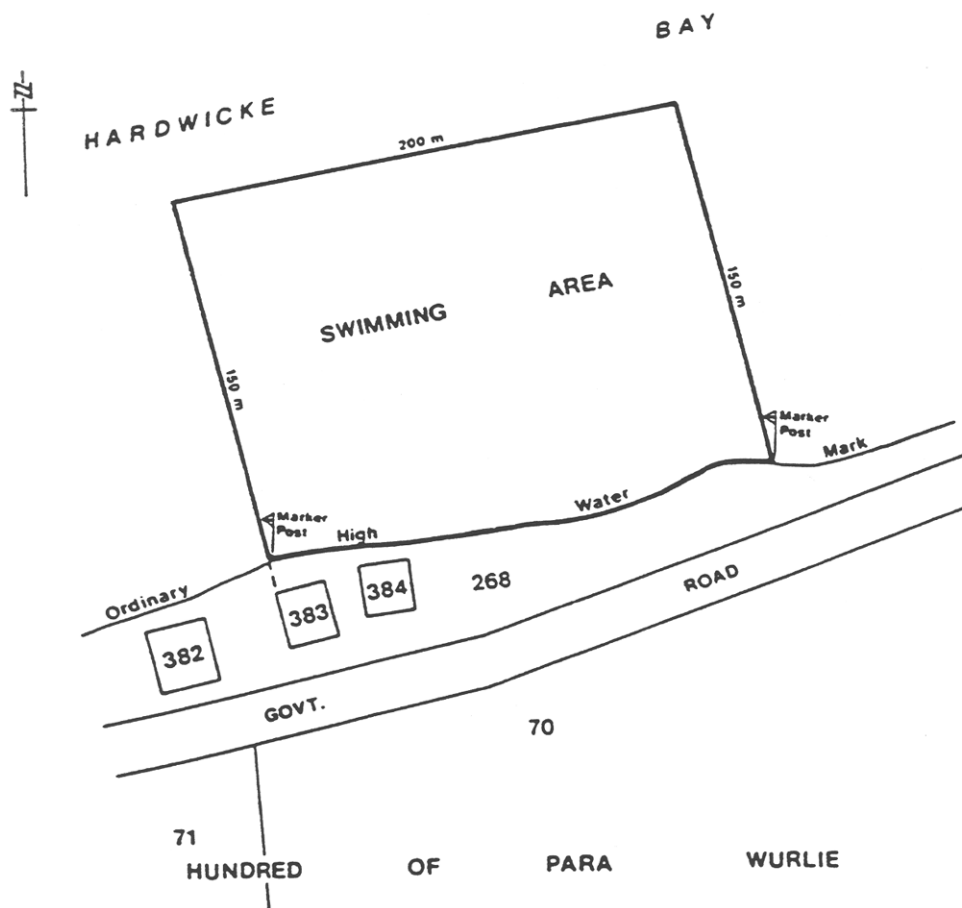 BAY
N
HARDWICKE
200 m
SWIMMING AREA
150 m
150 m
Marker
Post
Marker
Post
Ordinary High Water Mark
382
383
384
268
GOVT. ROAD
70
71
HUNDRED OF PARA WURLIE